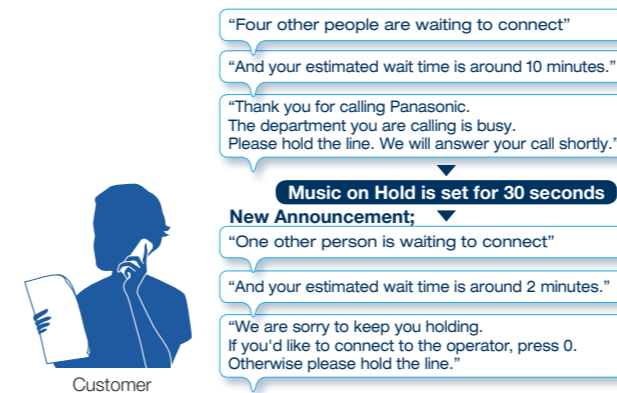 “Four other people are waiting to connect”
“And your estimated wait time is around 10 minutes.”
“Thank you for calling Panasonic.
The department you are calling is busy.
Please hold the line. We will answer your call shortly.”
Music on Hold is set for 30 seconds
New Announcement;
“One other person is waiting to connect”
“And your estimated wait time is around 2 minutes.”
“We are sorry to keep you holding.
If you'd like to connect to the operator, press 0.
Otherwise please hold the line.”
Customer